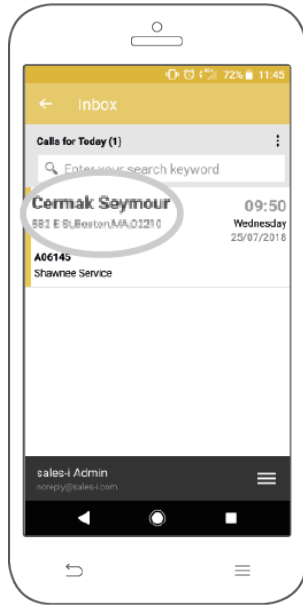 72% 11:45
Inbox
Calls for Today (1)
Enter your search keyword
Cermak Seymour 09:50
E St,Boston,MA,02210 Wednesday
25/07/2018
A06145
Shawnee Service
sales-i Admin
noreply@sales-i.com